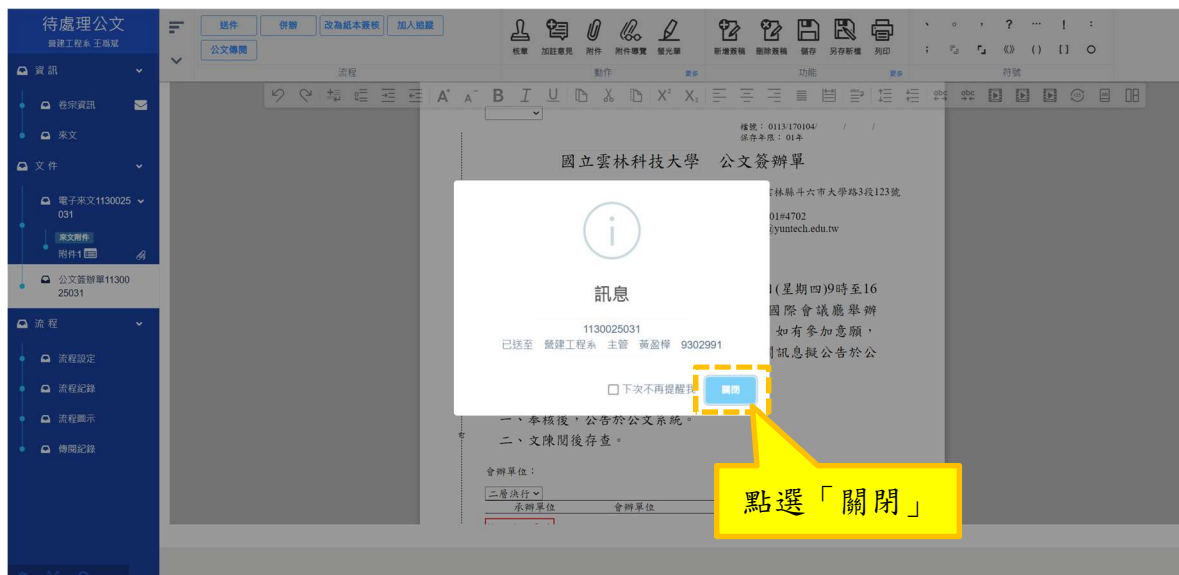 待處理公文
營建工程系 王爲斌
送件
併辦
改為紙本簽核
加入追蹤
公文傳閱
流程
核章
加註意見
附件
附件導覽
螢光筆
動作
更多
新增簽稿
刪除簽稿
儲存
另存新檔
列印
功能
更多
符號
資訊
卷宗資訊
來文
文件
電子來文1130025
031
來文附件
附件1
公文簽辦單11300
25031
流程
流程設定
流程紀錄
流程圖示
傳閱紀錄
檔號：0113/170104/ / /
保存年限：01年
國立雲林科技大學 公文簽辦單
林縣斗六市大學路3段123號
01#4702
@yuntech.edu.tw
(星期四)9時至16
國際會議廳舉辦
如有參加意願，
訊息擬公告於公
訊息
1130025031
已送至 營建工程系 主管 黃盈樺 9302991
下次不再提醒我
關閉
一、奉核後，公告於公文系統。
二、文陳閱後存查。
會辦單位：
二層決行
承辦單位 會辦單位
點選「關閉」